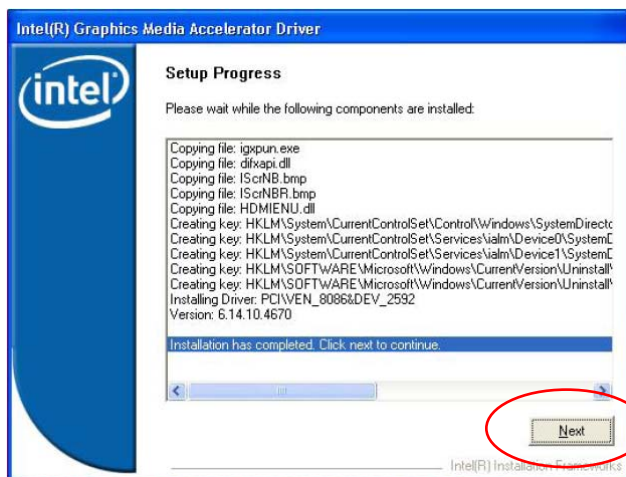 Intel(R) Graphics Media Accelerator Driver
intel
Setup Progress
Please wait while the following components are installed:
Copying file: igxpun.exe
Copying file: difxapi.dll
Copying file: IScrNB.bmp
Copying file: IScrNBR.bmp
Copying file: HDMIENU.dll
Creating key: HKLM\System\CurrentControlSet\Control\Windows\SystemDirecto
Creating key: HKLM\System\CurrentControlSet\Services\ialm\Device0\SystemD
Creating key: HKLM\System\CurrentControlSet\Services\ialm\Device1\SystemD
Creating key: HKLM\SOFTWARE\Microsoft\Windows\CurrentVersion\Uninstall\
Creating key: HKLM\SOFTWARE\Microsoft\Windows\CurrentVersion\Uninstall\
Installing Driver: PCI\VEN_8086&DEV_2592
Version: 6.14.10.4670
Installation has completed. Click next to continue.
Next
Intel(R) Installation Frameworks